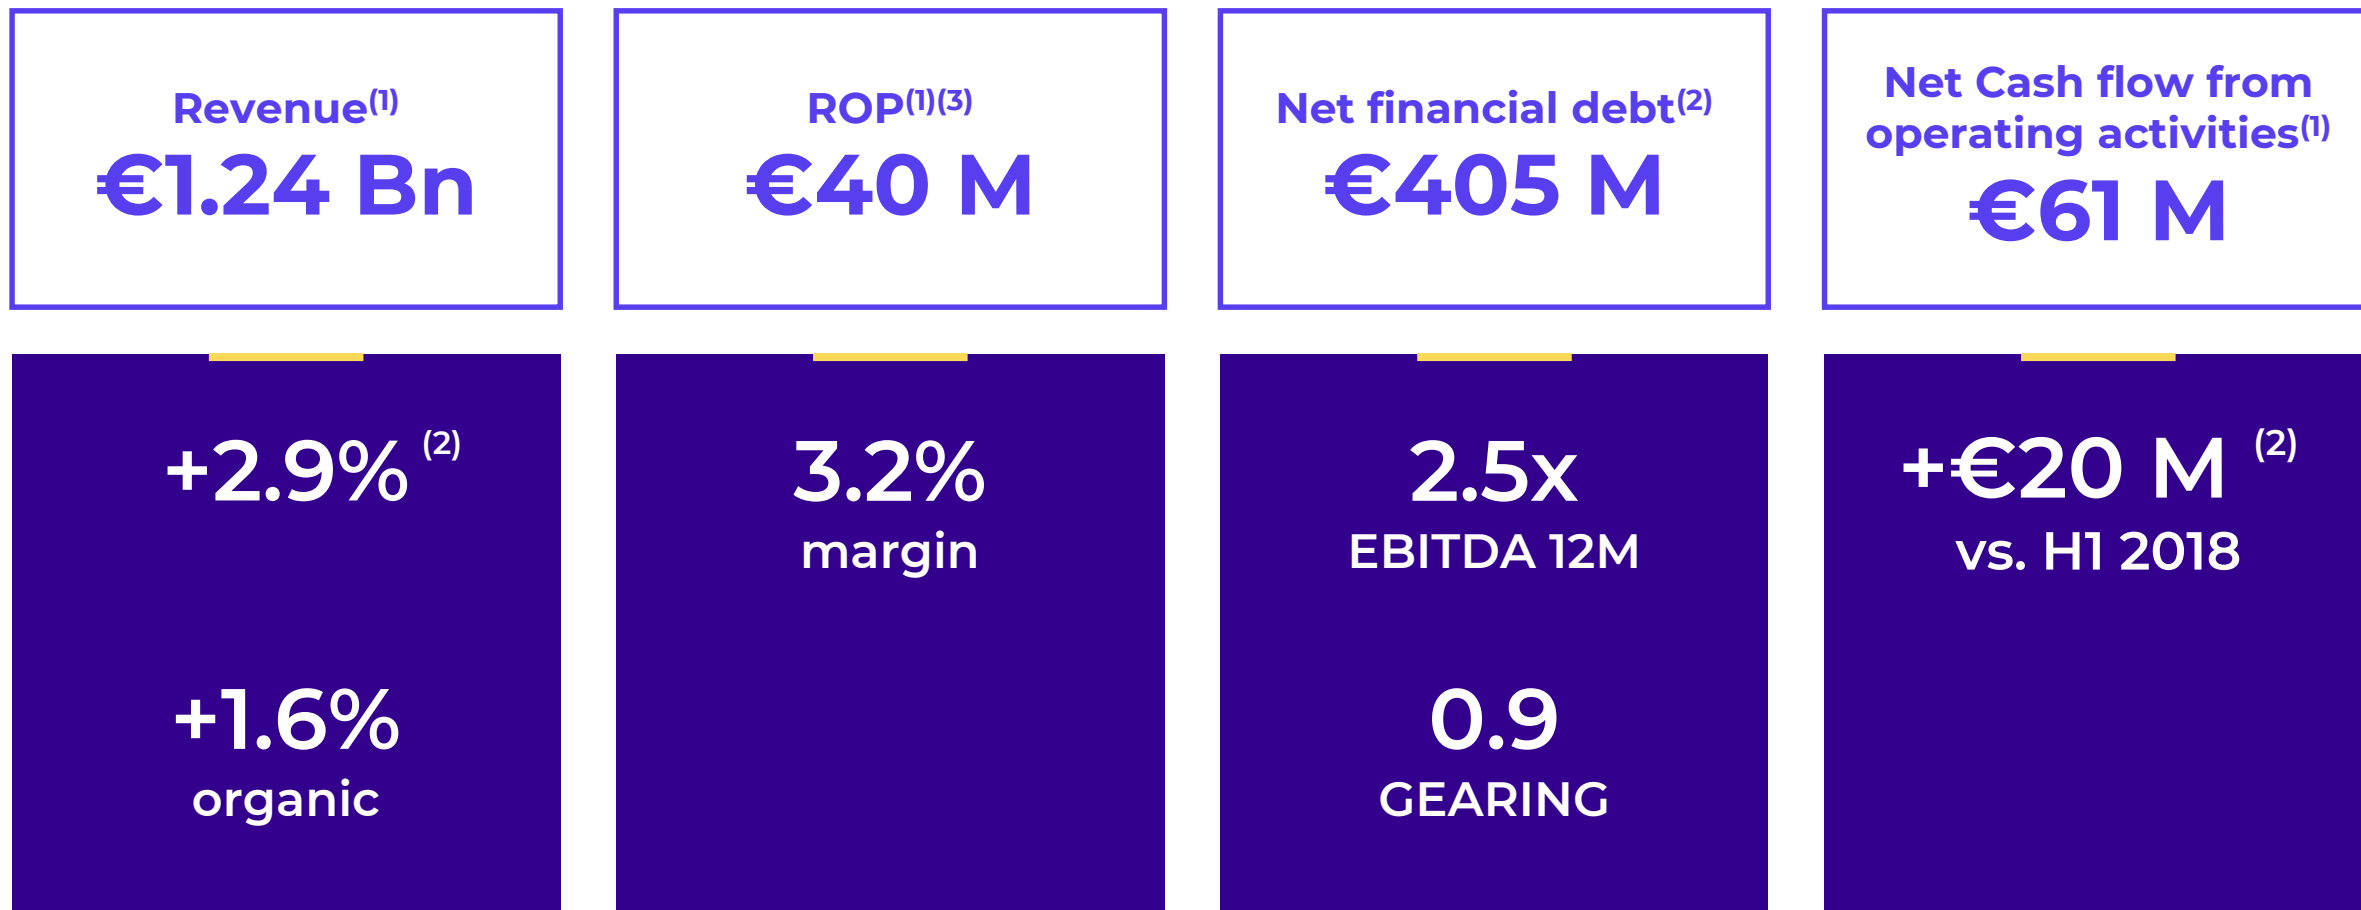 Revenue(1)
€1.24 Bn
ROP(1)(3)
€40 M
Net financial debt(2)
€405 M
Net Cash flow from
operating activities(1)
€61 M
+2.9% (2)
+1.6%
organic
3.2%
margin
2.5x
EBITDA 12M
0.9
GEARING
+€20 M (2)
vs. H1 2018